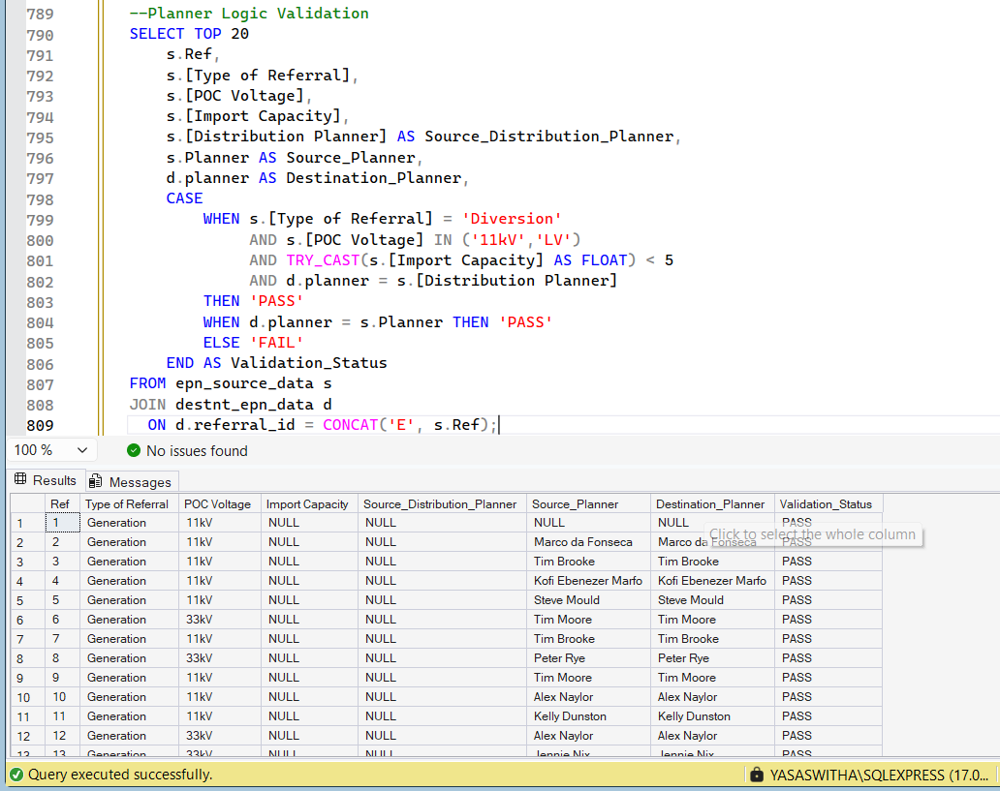 789 --Planner Logic Validation
790 SELECT TOP 20
791 s.Ref,
792 s.[Type of Referral],
793 s.[POC Voltage],
794 s.[Import Capacity],
795 s.[Distribution Planner] AS Source_Distribution_Planner,
796 s.Planner AS Source_Planner,
797 d.planner AS Destination_Planner,
798 CASE
799 WHEN s.[Type of Referral] = 'Diversion'
800 AND s.[POC Voltage] IN ('11kV','LV')
801 AND TRY_CAST(s.[Import Capacity] AS FLOAT) < 5
802 AND d.planner = s.[Distribution Planner]
803 THEN 'PASS'
804 WHEN d.planner = s.Planner THEN 'PASS'
805 ELSE 'FAIL'
806 END AS Validation_Status
807 FROM epn_source_data s
808 JOIN destnt_epn_data d
809 ON d.referral_id = CONCAT('E', s.Ref);
100 % No issues found
Results Messages
Ref Type of Referral POC Voltage Import Capacity Source_Distribution_Planner Source_Planner Destination_Planner Validation_Status
1 1 Generation 11kV NULL NULL NULL NULL PASS
Click to select the whole column
2 2 Generation 11kV NULL NULL Marco da Fonseca Marco da Fonseca PASS
3 3 Generation 11kV NULL NULL Tim Brooke Tim Brooke PASS
4 4 Generation 11kV NULL NULL Kofi Ebenezer Marfo Kofi Ebenezer Marfo PASS
5 5 Generation 11kV NULL NULL Steve Mould Steve Mould PASS
6 6 Generation 33kV NULL NULL Tim Moore Tim Moore PASS
7 7 Generation 11kV NULL NULL Tim Brooke Tim Brooke PASS
8 8 Generation 33kV NULL NULL Peter Rye Peter Rye PASS
9 9 Generation 11kV NULL NULL Tim Moore Tim Moore PASS
10 10 Generation 11kV NULL NULL Alex Naylor Alex Naylor PASS
11 11 Generation 11kV NULL NULL Kelly Dunston Kelly Dunston PASS
12 12 Generation 33kV NULL NULL Alex Naylor Alex Naylor PASS
13 13 Generation 33kV NULL NULL Jennie Nix Jennie Nix PASS
Query executed successfully. YASASWITHA\SQLEXPRESS (17.0...